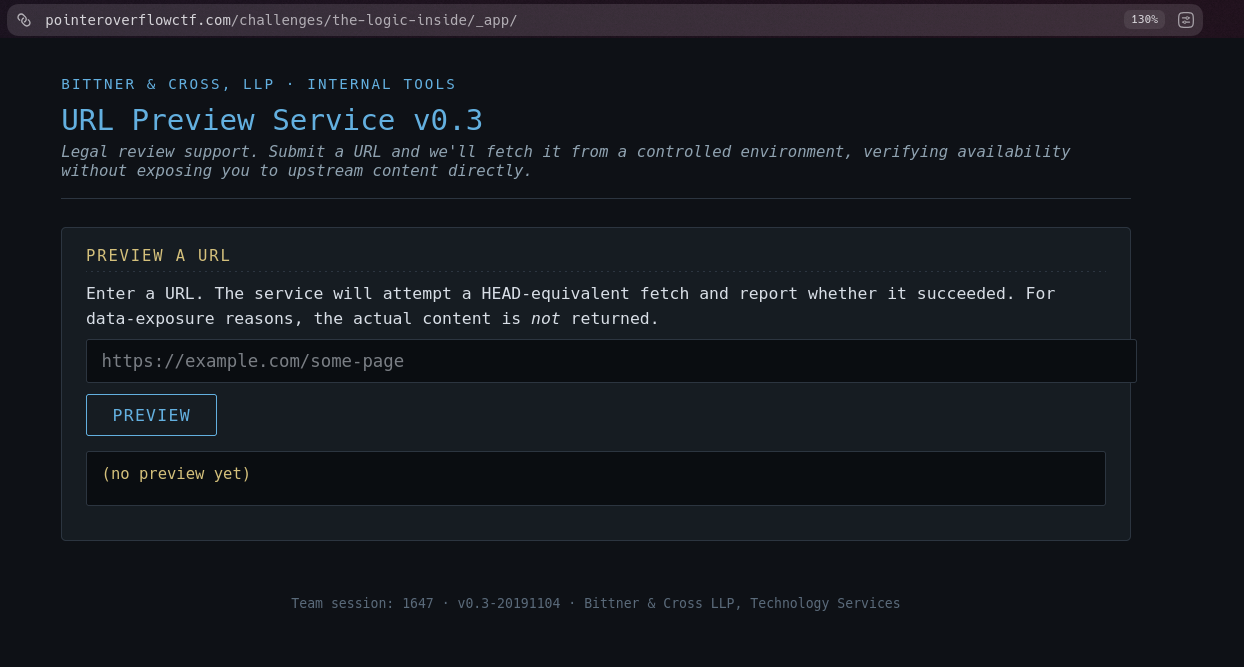 pointeroverflowctf.com/challenges/the-logic-inside/_app/
130%
BITTNER & CROSS, LLP · INTERNAL TOOLS
URL Preview Service v0.3
Legal review support. Submit a URL and we'll fetch it from a controlled environment, verifying availability
without exposing you to upstream content directly.
PREVIEW A URL
Enter a URL. The service will attempt a HEAD-equivalent fetch and report whether it succeeded. For
data-exposure reasons, the actual content is not returned.
https://example.com/some-page
PREVIEW
(no preview yet)
Team session: 1647 · v0.3-20191104 · Bittner & Cross LLP, Technology Services